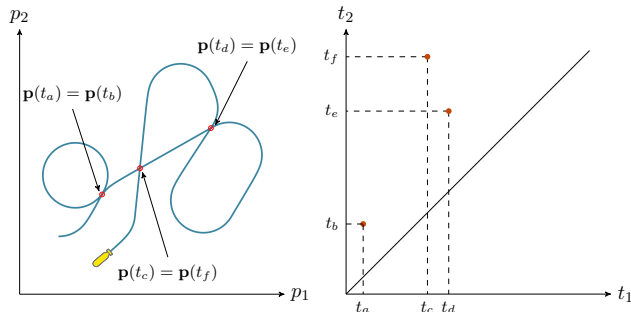 p₂
p(t_d) = p(t_e)
p(t_a) = p(t_b)
p(t_c) = p(t_f)
p₁
t₂
t_f
t_e
t_b
t_a
t_c
t_d
t₁